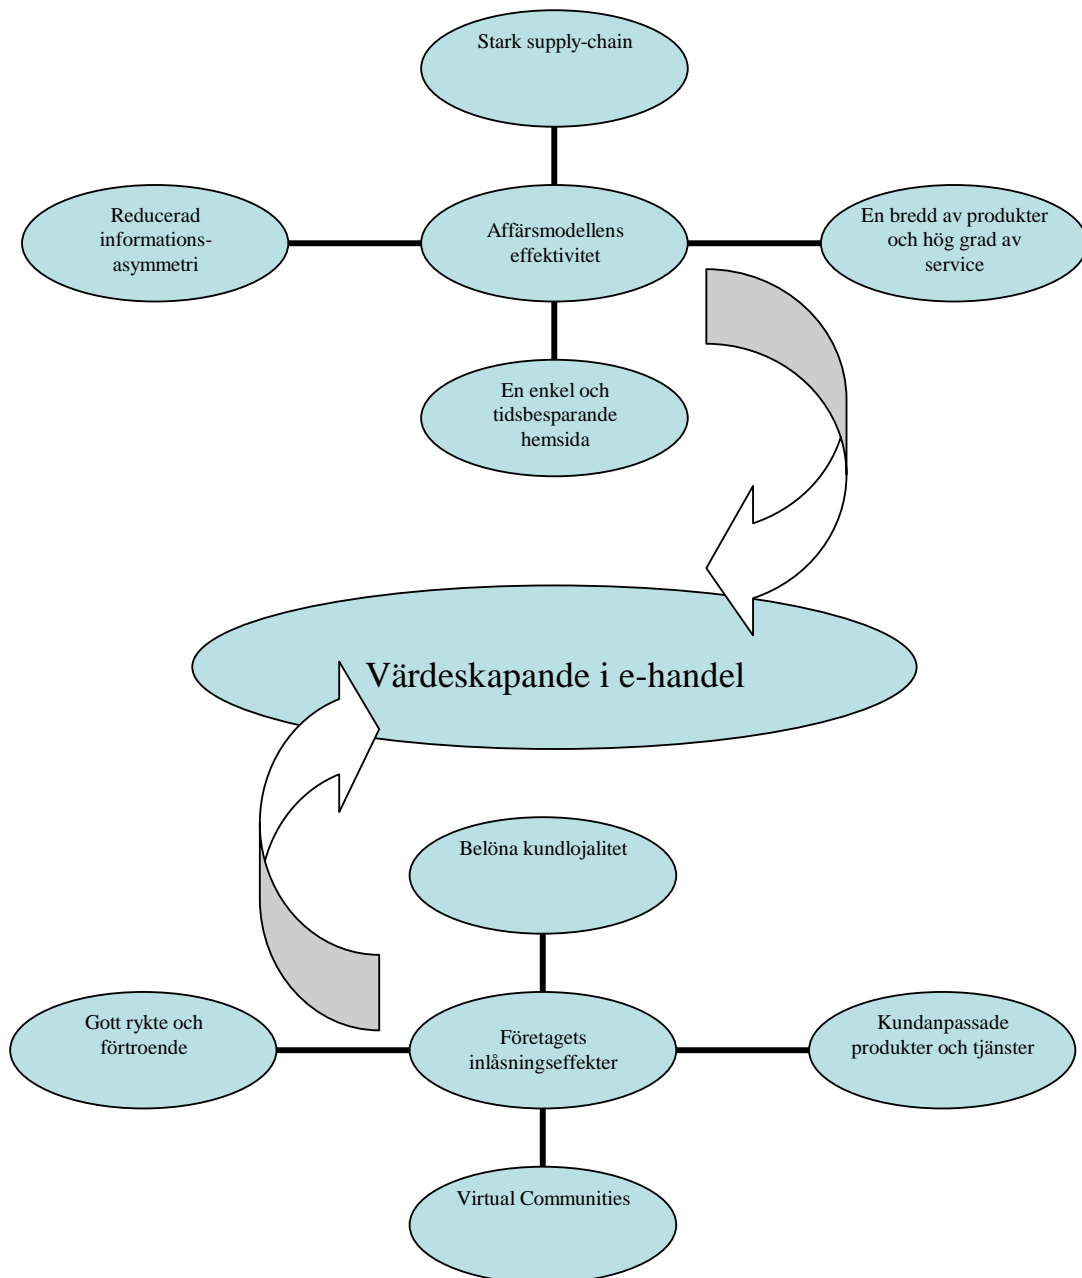 Stark supply-chain
Reducerad
informations-
asymmetri
Affärsmodellens
effektivitet
En bredd av produkter
och hög grad av
service
En enkel och
tidsbesparande
hemsida
Värdeskapande i e-handel
Belöna kundlojalitet
Gott rykte och
förtroende
Företagets
inlåsningseffekter
Kundanpassade
produkter och tjänster
Virtual Communities